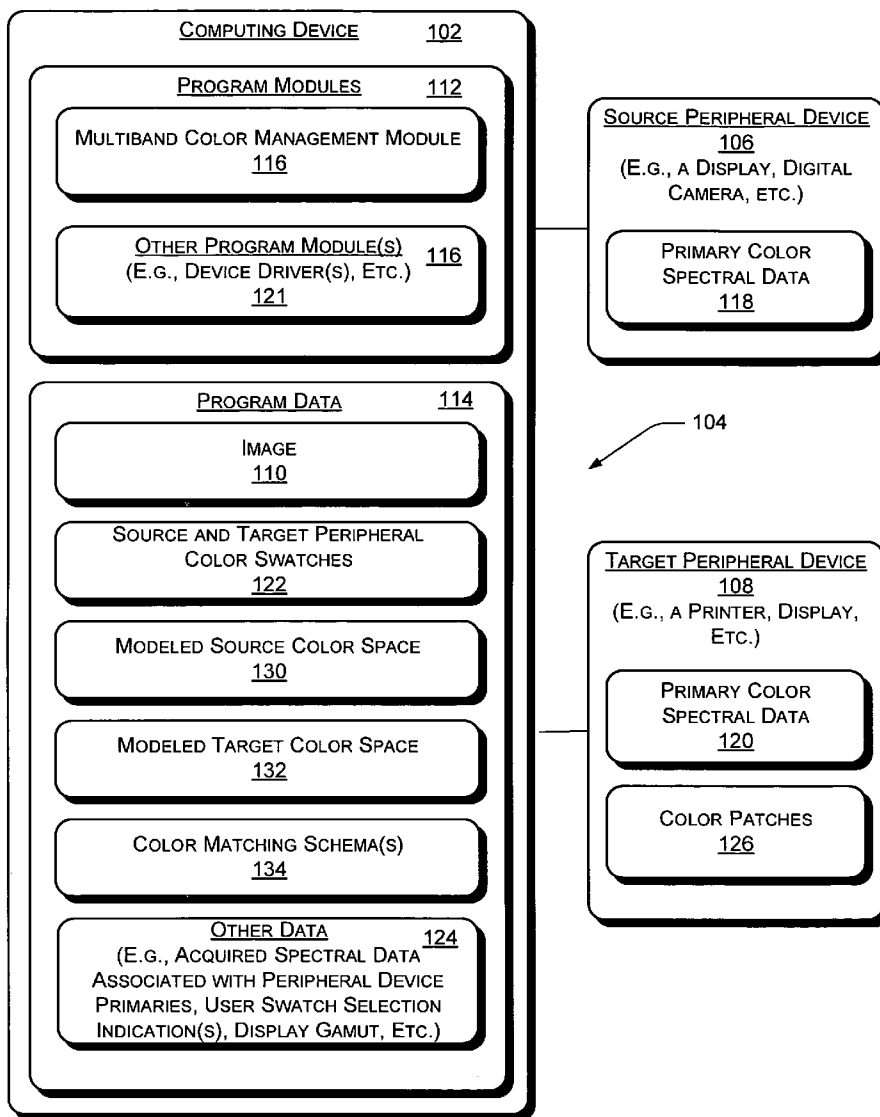 COMPUTING DEVICE 102
PROGRAM MODULES 112
MULTIBAND COLOR MANAGEMENT MODULE
116
OTHER PROGRAM MODULE(S) 116
(E.G., DEVICE DRIVER(S), ETC.)
121
PROGRAM DATA 114
IMAGE
110
SOURCE AND TARGET PERIPHERAL
COLOR SWATCHES
122
MODELED SOURCE COLOR SPACE
130
MODELED TARGET COLOR SPACE
132
COLOR MATCHING SCHEMA(S)
134
OTHER DATA 124
(E.G., ACQUIRED SPECTRAL DATA
ASSOCIATED WITH PERIPHERAL DEVICE
PRIMARIES, USER SWATCH SELECTION
INDICATION(S), DISPLAY GAMUT, ETC.)
SOURCE PERIPHERAL DEVICE
106
(E.G., A DISPLAY, DIGITAL
CAMERA, ETC.)
PRIMARY COLOR
SPECTRAL DATA
118
104
TARGET PERIPHERAL DEVICE
108
(E.G., A PRINTER, DISPLAY,
ETC.)
PRIMARY COLOR
SPECTRAL DATA
120
COLOR PATCHES
126